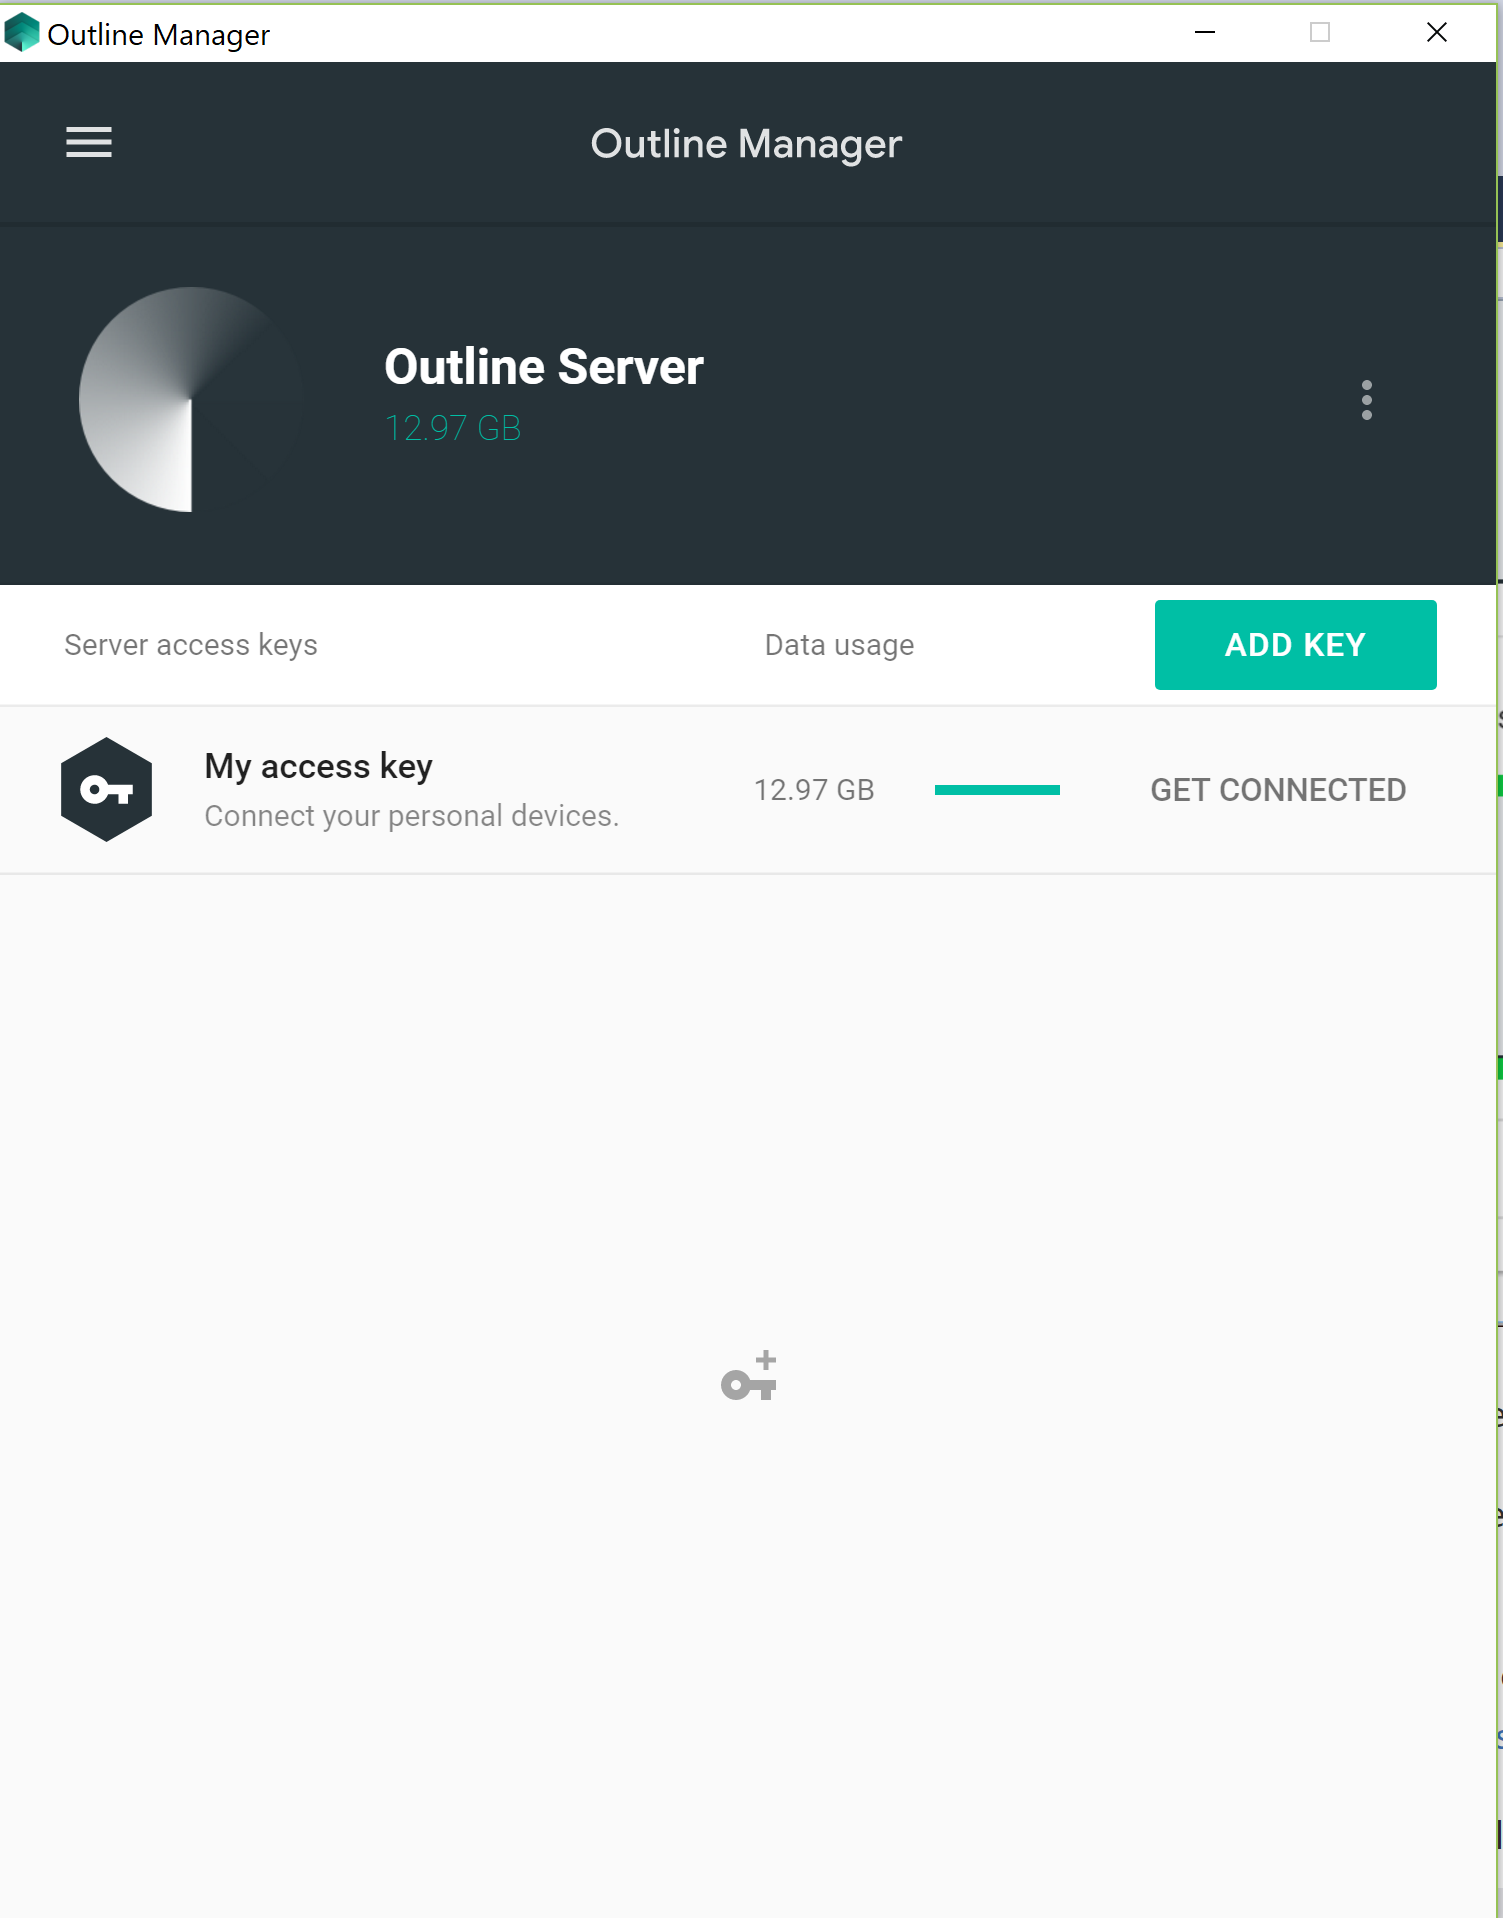 Outline Manager
Outline Manager
Outline Server
12.97 GB
Server access keys
Data usage
ADD KEY
My access key
Connect your personal devices.
12.97 GB
GET CONNECTED